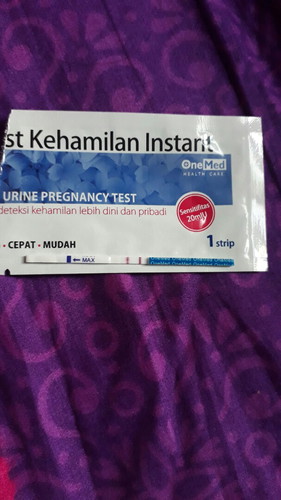 st Kehamilan Instant
OneMed
HEALTH CARE
URINE PREGNANCY TEST
deteksi kehamilan lebih dini dan pribadi
Sensitifitas
20mIU
• CEPAT • MUDAH
1 strip
MAX